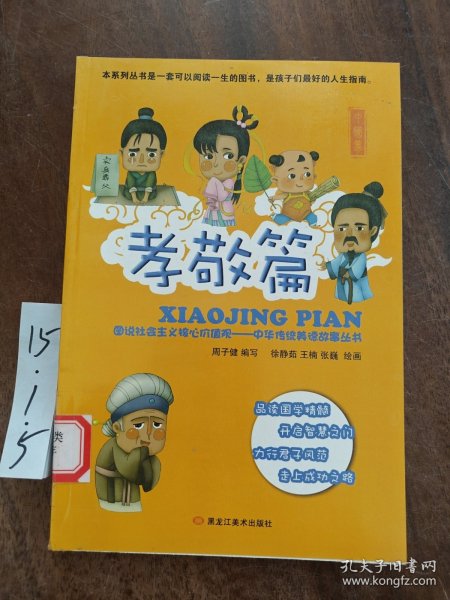 本系列丛书是一套可以阅读一生的图书，是孩子们最好的人生指南。
卖身葬父
孝敬篇
XIAOJING PIAN
图说社会主义核心价值观——中华传统美德故事丛书
周子健 编写 徐静茹 王楠 张巍 绘画
品读国学精髓
开启智慧之门
力行君子风范
走上成功之路
15.1.5
类
黑龙江美术出版社
孔夫子旧书网
www.kongfz.com